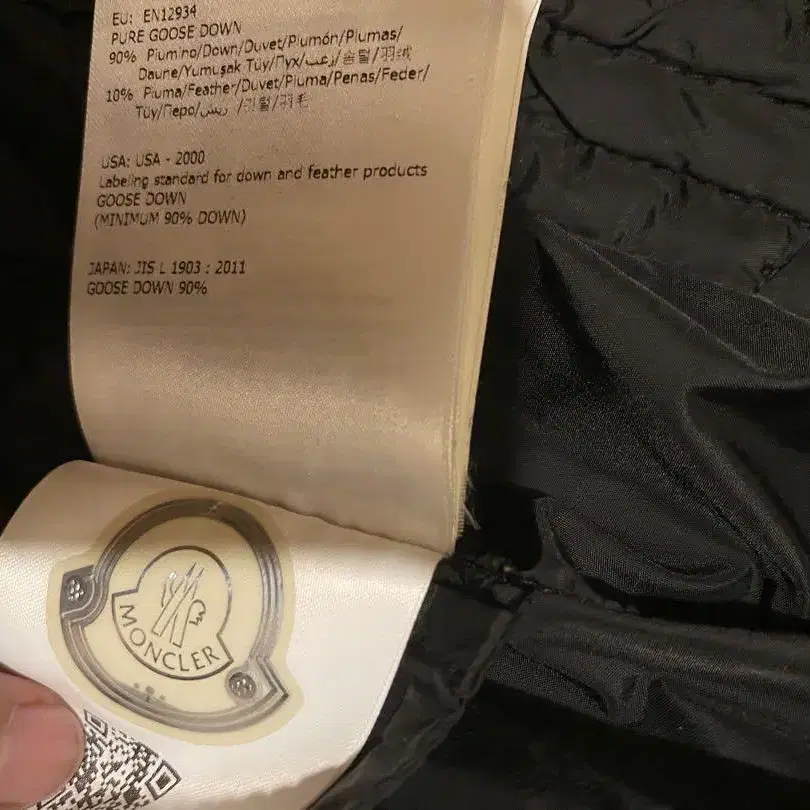 EU: EN12934
PURE GOOSE DOWN
90% Piumino/Down/Duvet/Plumón/Plumas/
Daune/Yumuşak Tüy/Пух/زغب/솜털/羽绒
10% Piuma/Feather/Duvet/Pluma/Penas/Feder/
Tüy/Перо/ريش/깃털/羽毛
USA: USA - 2000
Labeling standard for down and feather products
GOOSE DOWN
(MINIMUM 90% DOWN)
JAPAN: JIS L 1903 : 2011
GOOSE DOWN 90%
MONCLER